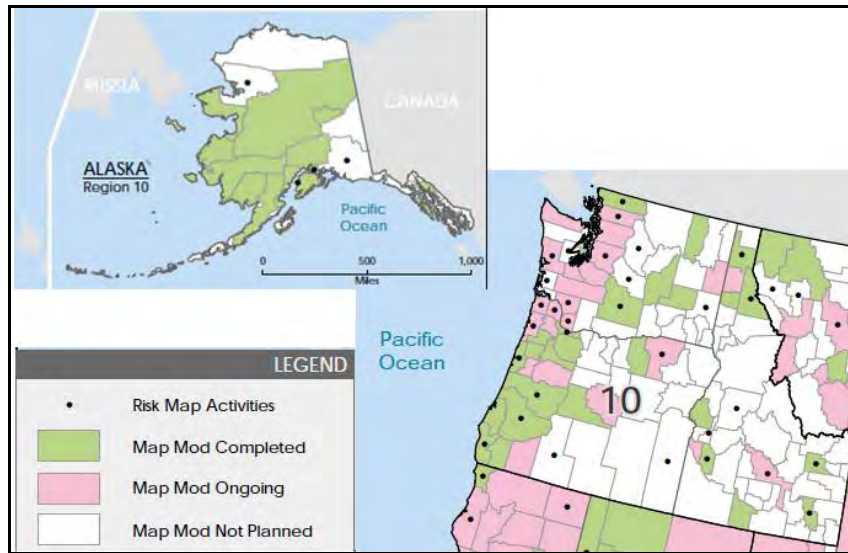 RUSSIA
CANADA
ALASKA
Region 10
Pacific
Ocean
0 500 1,000
Miles
Pacific
Ocean
10
LEGEND
Risk Map Activities
Map Mod Completed
Map Mod Ongoing
Map Mod Not Planned